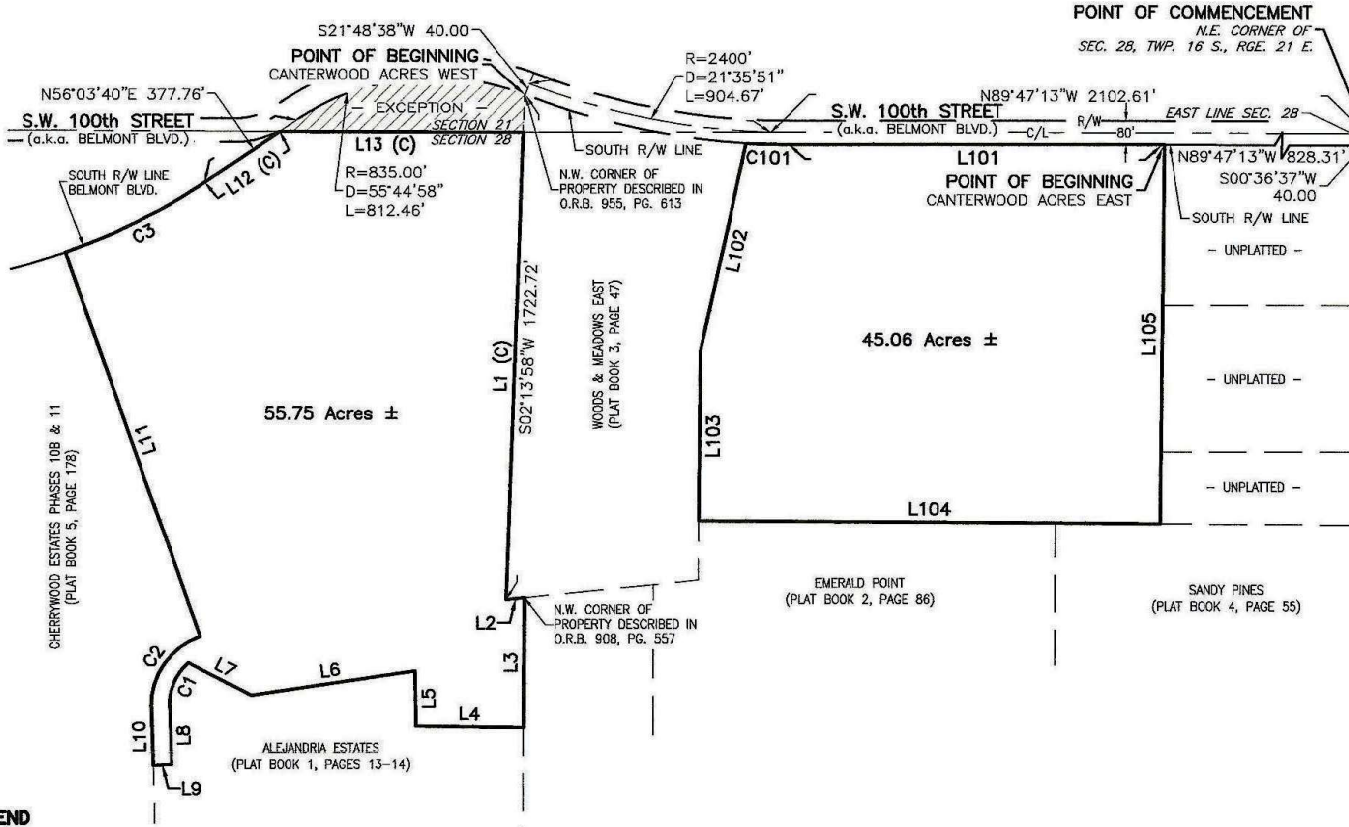 POINT OF COMMENCEMENT
N.E. CORNER OF
SEC. 28, TWP. 16 S., RGE. 21 E.
S21°48'38"W 40.00
POINT OF BEGINNING
CANTERWOOD ACRES WEST
N56°03'40"E 377.76'
EXCEPTION
SECTION 21
SECTION 28
R=2400'
D=21°35'51"
L=904.67'
N89°47'13"W 2102.61'
S.W. 100th STREET
(a.k.a. BELMONT BLVD.)
S.W. 100th STREET
(a.k.a. BELMONT BLVD.)
R/W
C/L
80'
EAST LINE SEC. 28
L13 (C)
L12 (C)
SOUTH R/W LINE
BELMONT BLVD.
C3
R=835.00'
D=55°44'58"
L=812.46'
SOUTH R/W LINE
N.W. CORNER OF
PROPERTY DESCRIBED IN
O.R.B. 955, PG. 613
C101
L101
N89°47'13"W 828.31'
S00°36'37"W
40.00
POINT OF BEGINNING
CANTERWOOD ACRES EAST
SOUTH R/W LINE
- UNPLATTED -
- UNPLATTED -
- UNPLATTED -
L102
L103
L104
L105
45.06 Acres ±
55.75 Acres ±
L1 (C)
S02°13'58"W 1722.72'
WOODS & MEADOWS EAST
(PLAT BOOK 3, PAGE 47)
L11
CHERRYWOOD ESTATES PHASES 10B & 11
(PLAT BOOK 5, PAGE 178)
EMERALD POINT
(PLAT BOOK 2, PAGE 86)
SANDY PINES
(PLAT BOOK 4, PAGE 55)
L2
N.W. CORNER OF
PROPERTY DESCRIBED IN
O.R.B. 908, PG. 557
L3
C2
C1
L7
L6
L5
L4
L10
L8
L9
ALEJANDRIA ESTATES
(PLAT BOOK 1, PAGES 13-14)
END